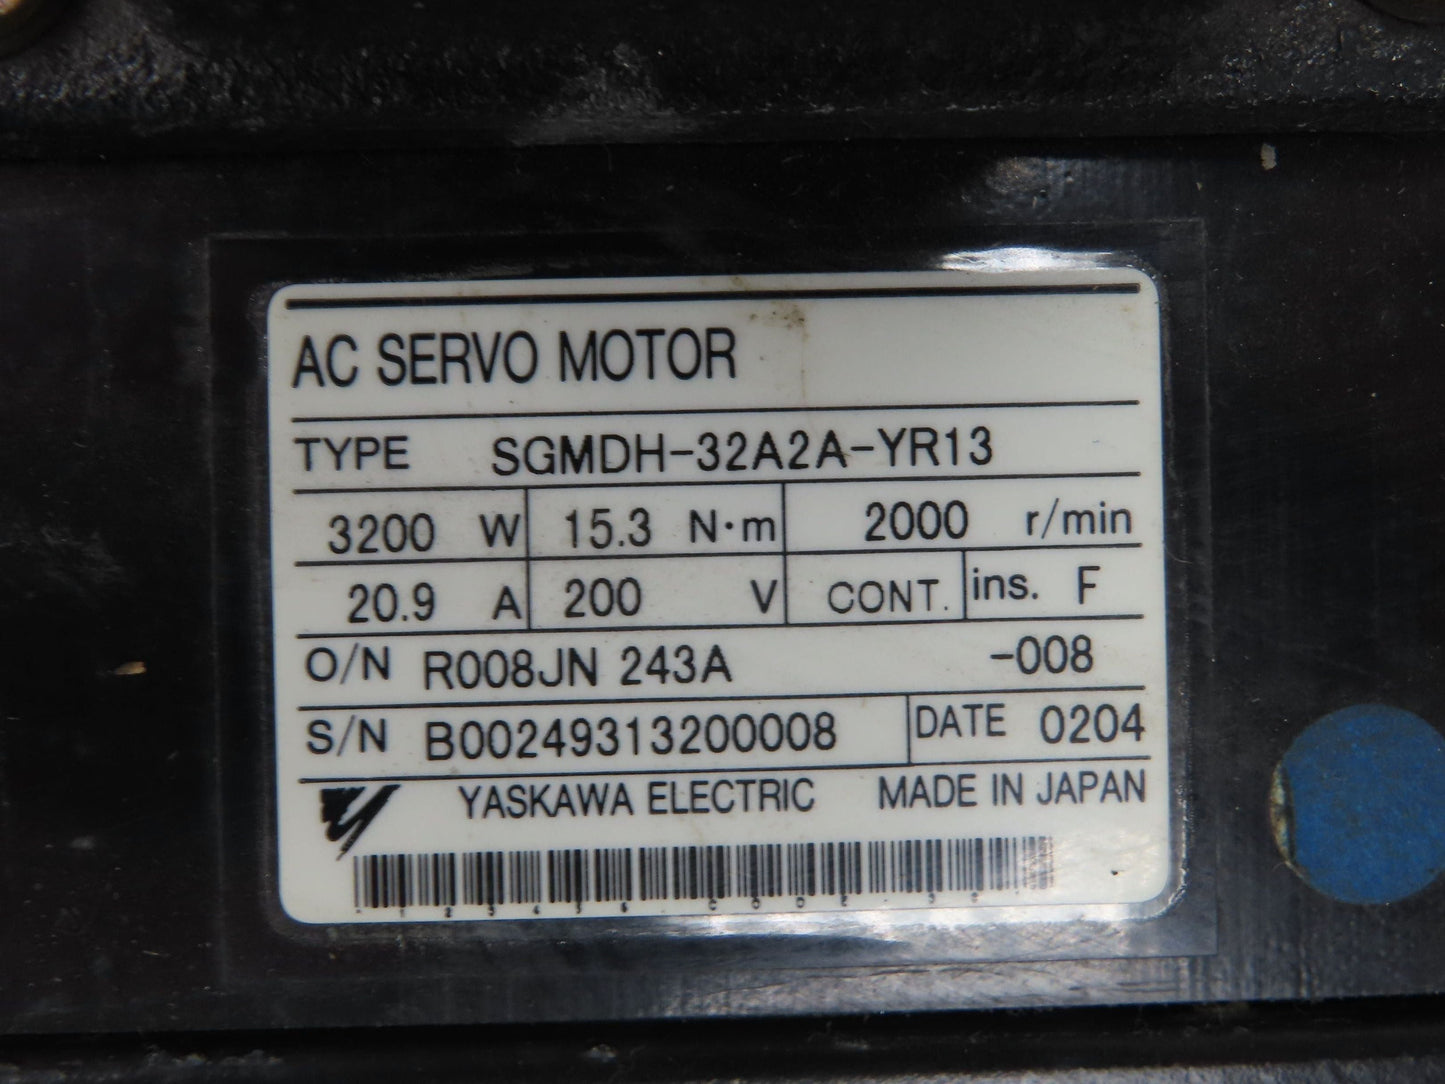 AC SERVO MOTOR
TYPE SGMDH-32A2A-YR13
3200 W 15.3 N·m 2000 r/min
20.9 A 200 V CONT. ins. F
O/N R008JN 243A -008
S/N B00249313200008 DATE 0204
YASKAWA ELECTRIC MADE IN JAPAN